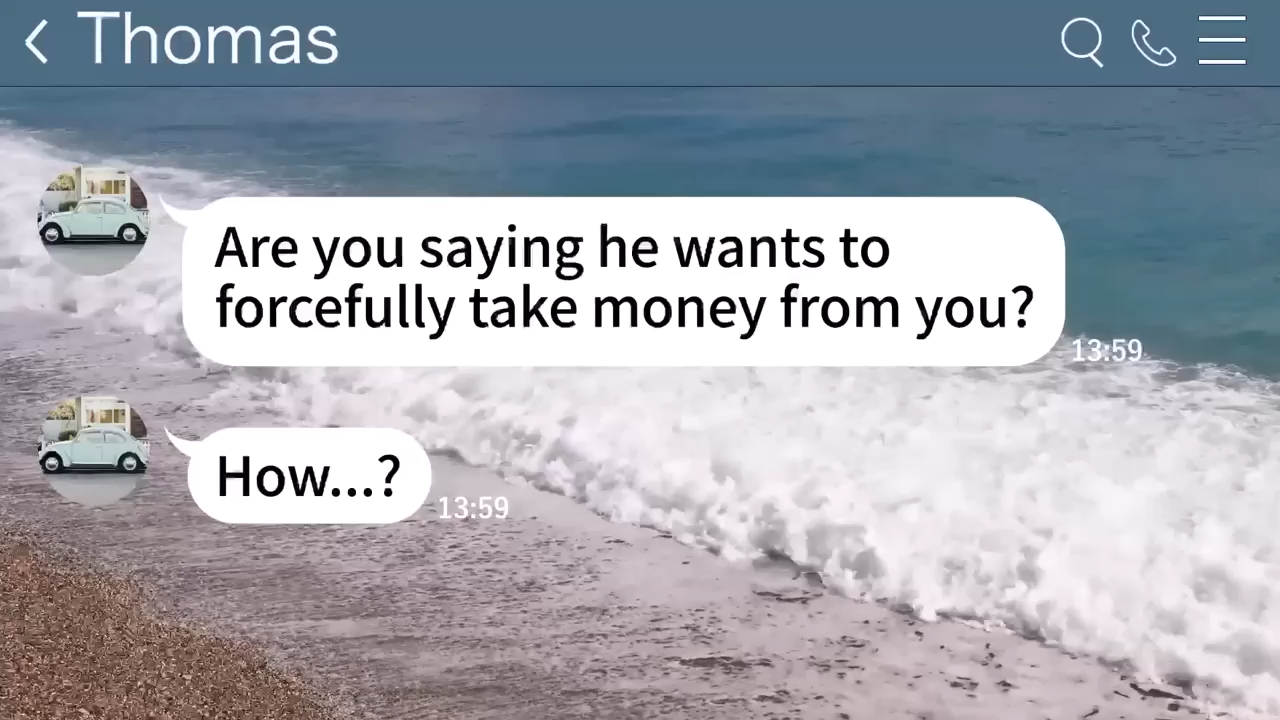 Thomas
Are you saying he wants to
forcefully take money from you?
13:59
How...?
13:59